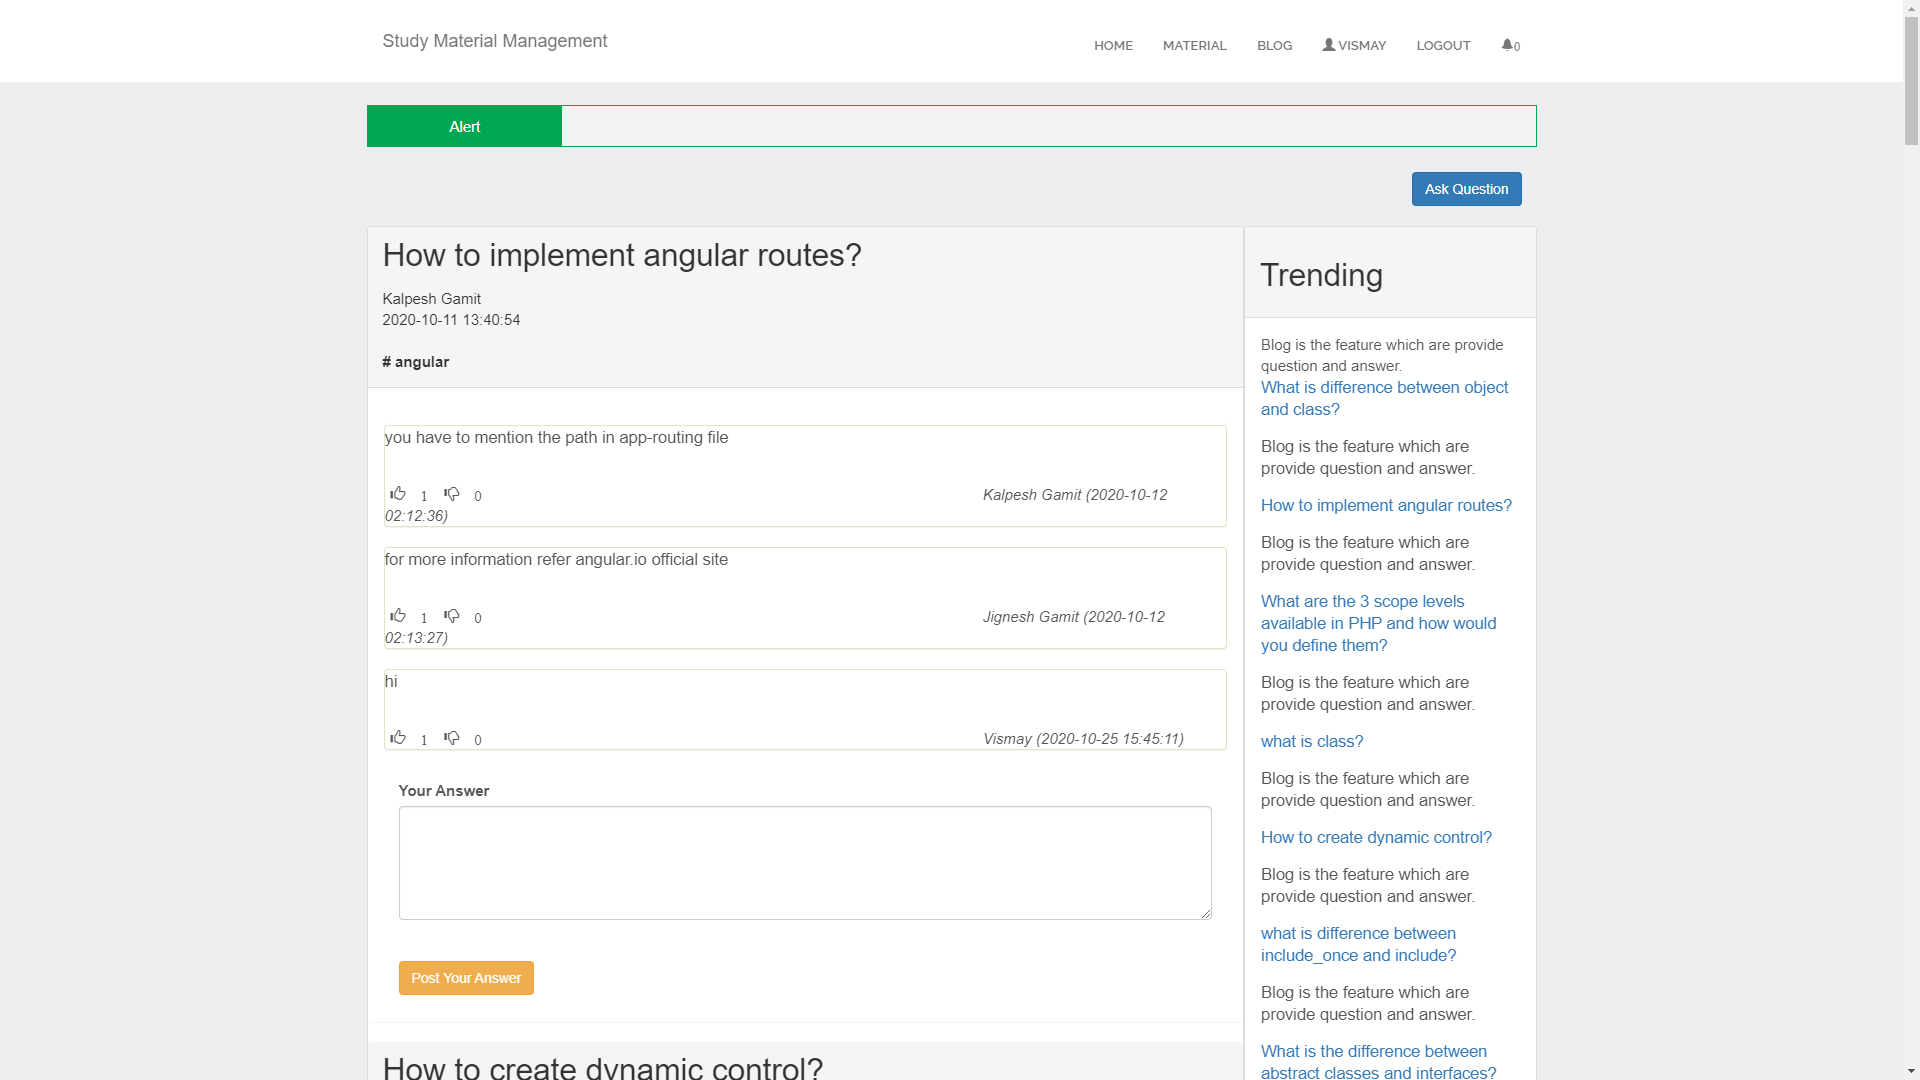 Study Material Management
HOME
MATERIAL
BLOG
VISMAY
LOGOUT
0
Alert
Ask Question
How to implement angular routes?
Kalpesh Gamit
2020-10-11 13:40:54
# angular
you have to mention the path in app-routing file
1 0 Kalpesh Gamit (2020-10-12
02:12:36)
for more information refer angular.io official site
1 0 Jignesh Gamit (2020-10-12
02:13:27)
hi
1 0 Vismay (2020-10-25 15:45:11)
Your Answer
Post Your Answer
How to create dynamic control?
Trending
Blog is the feature which are provide
question and answer.
What is difference between object
and class?
Blog is the feature which are
provide question and answer.
How to implement angular routes?
Blog is the feature which are
provide question and answer.
What are the 3 scope levels
available in PHP and how would
you define them?
Blog is the feature which are
provide question and answer.
what is class?
Blog is the feature which are
provide question and answer.
How to create dynamic control?
Blog is the feature which are
provide question and answer.
what is difference between
include_once and include?
Blog is the feature which are
provide question and answer.
What is the difference between
abstract classes and interfaces?